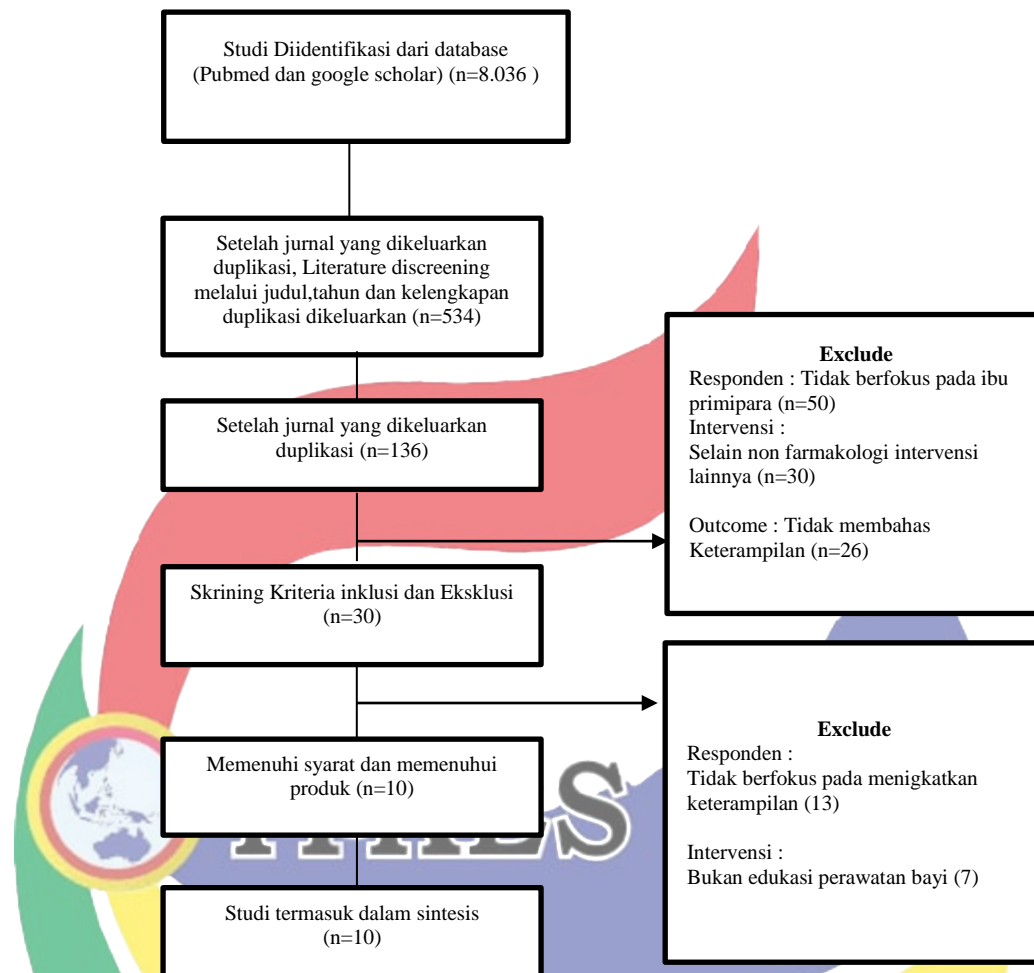 Studi Diidentifikasi dari database
(Pubmed dan google scholar) (n=8.036 )
Setelah jurnal yang dikeluarkan
duplikasi, Literature discreening
melalui judul,tahun dan kelengkapan
duplikasi dikeluarkan (n=534)
Setelah jurnal yang dikeluarkan
duplikasi (n=136)
Exclude
Responden : Tidak berfokus pada ibu
primipara (n=50)
Intervensi :
Selain non farmakologi intervensi
lainnya (n=30)
Outcome : Tidak membahas
Keterampilan (n=26)
Skrining Kriteria inklusi dan Eksklusi
(n=30)
Exclude
Responden :
Tidak berfokus pada menigkatkan
keterampilan (13)
Intervensi :
Bukan edukasi perawatan bayi (7)
Memenuhi syarat dan memenuhui
produk (n=10)
Studi termasuk dalam sintesis
(n=10)